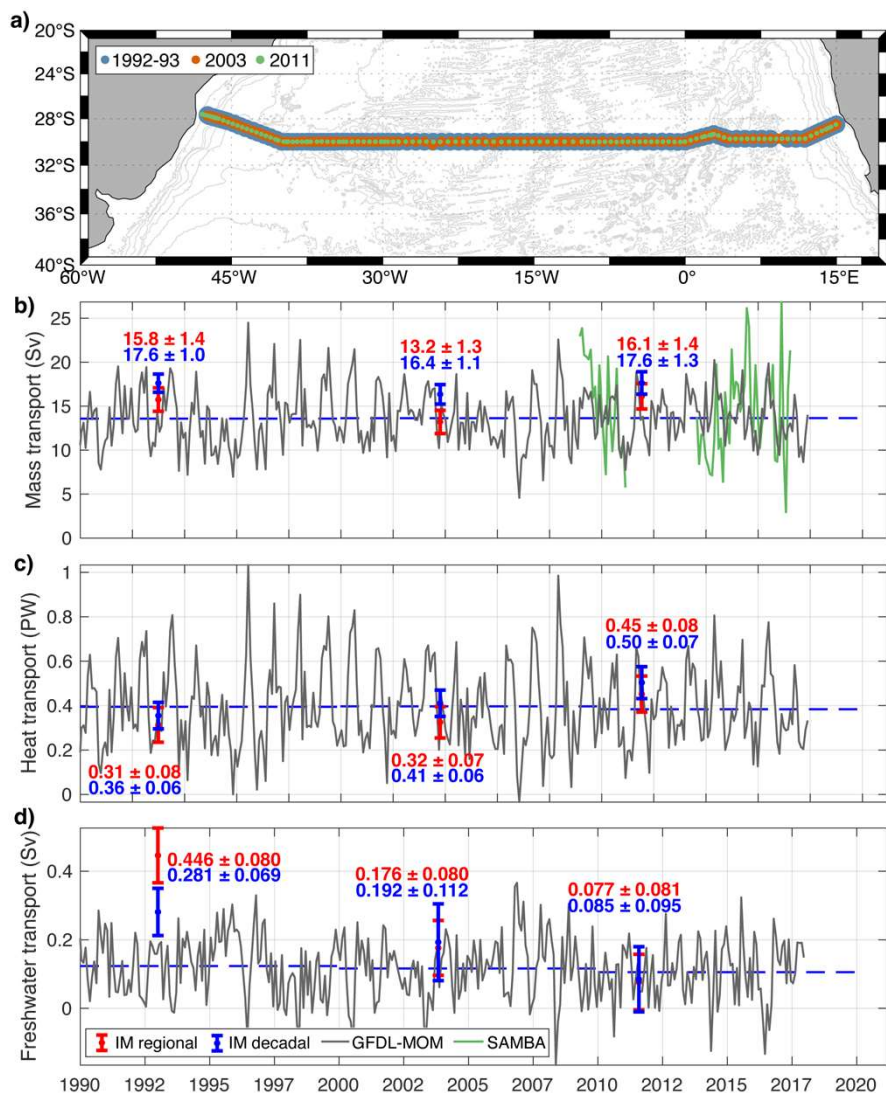 a)
20°S
24°S
28°S
32°S
36°S
40°S
1992-93 2003 2011
60°W 45°W 30°W 15°W 0° 15°E
b)
Mass transport (Sv)
25
20
15
10
5
0
15.8 ± 1.4
17.6 ± 1.0
13.2 ± 1.3
16.4 ± 1.1
16.1 ± 1.4
17.6 ± 1.3
c)
Heat transport (PW)
1
0.8
0.6
0.4
0.2
0
0.31 ± 0.08
0.36 ± 0.06
0.32 ± 0.07
0.41 ± 0.06
0.45 ± 0.08
0.50 ± 0.07
d)
Freshwater transport (Sv)
0.4
0.2
0
0.446 ± 0.080
0.281 ± 0.069
0.176 ± 0.080
0.192 ± 0.112
0.077 ± 0.081
0.085 ± 0.095
IM regional IM decadal GFDL-MOM SAMBA
1990 1992 1995 1997 2000 2002 2005 2007 2010 2012 2015 2017 2020